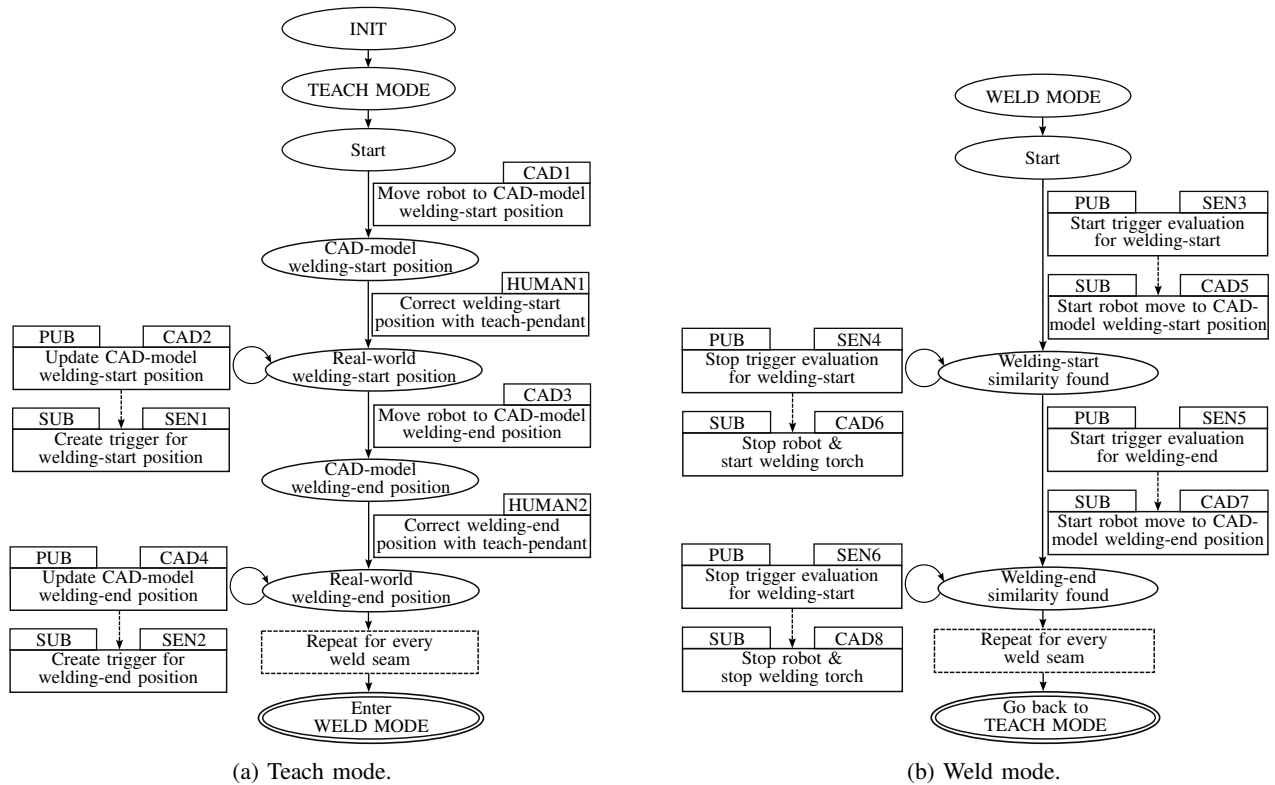 INIT
TEACH MODE
Start
CAD1
Move robot to CAD-model
welding-start position
CAD-model
welding-start position
HUMAN1
Correct welding-start
position with teach-pendant
PUB CAD2
Update CAD-model
welding-start position
Real-world
welding-start position
SUB SEN1
Create trigger for
welding-start position
CAD3
Move robot to CAD-model
welding-end position
CAD-model
welding-end position
HUMAN2
Correct welding-end
position with teach-pendant
PUB CAD4
Update CAD-model
welding-end position
Real-world
welding-end position
SUB SEN2
Create trigger for
welding-end position
Repeat for every
weld seam
Enter
WELD MODE
(a) Teach mode.
WELD MODE
Start
PUB SEN3
Start trigger evaluation
for welding-start
SUB CAD5
Start robot move to CAD-
model welding-start position
PUB SEN4
Stop trigger evaluation
for welding-start
Welding-start
similarity found
SUB CAD6
Stop robot &
start welding torch
PUB SEN5
Start trigger evaluation
for welding-end
SUB CAD7
Start robot move to CAD-
model welding-end position
PUB SEN6
Stop trigger evaluation
for welding-start
Welding-end
similarity found
SUB CAD8
Stop robot &
stop welding torch
Repeat for every
weld seam
Go back to
TEACH MODE
(b) Weld mode.